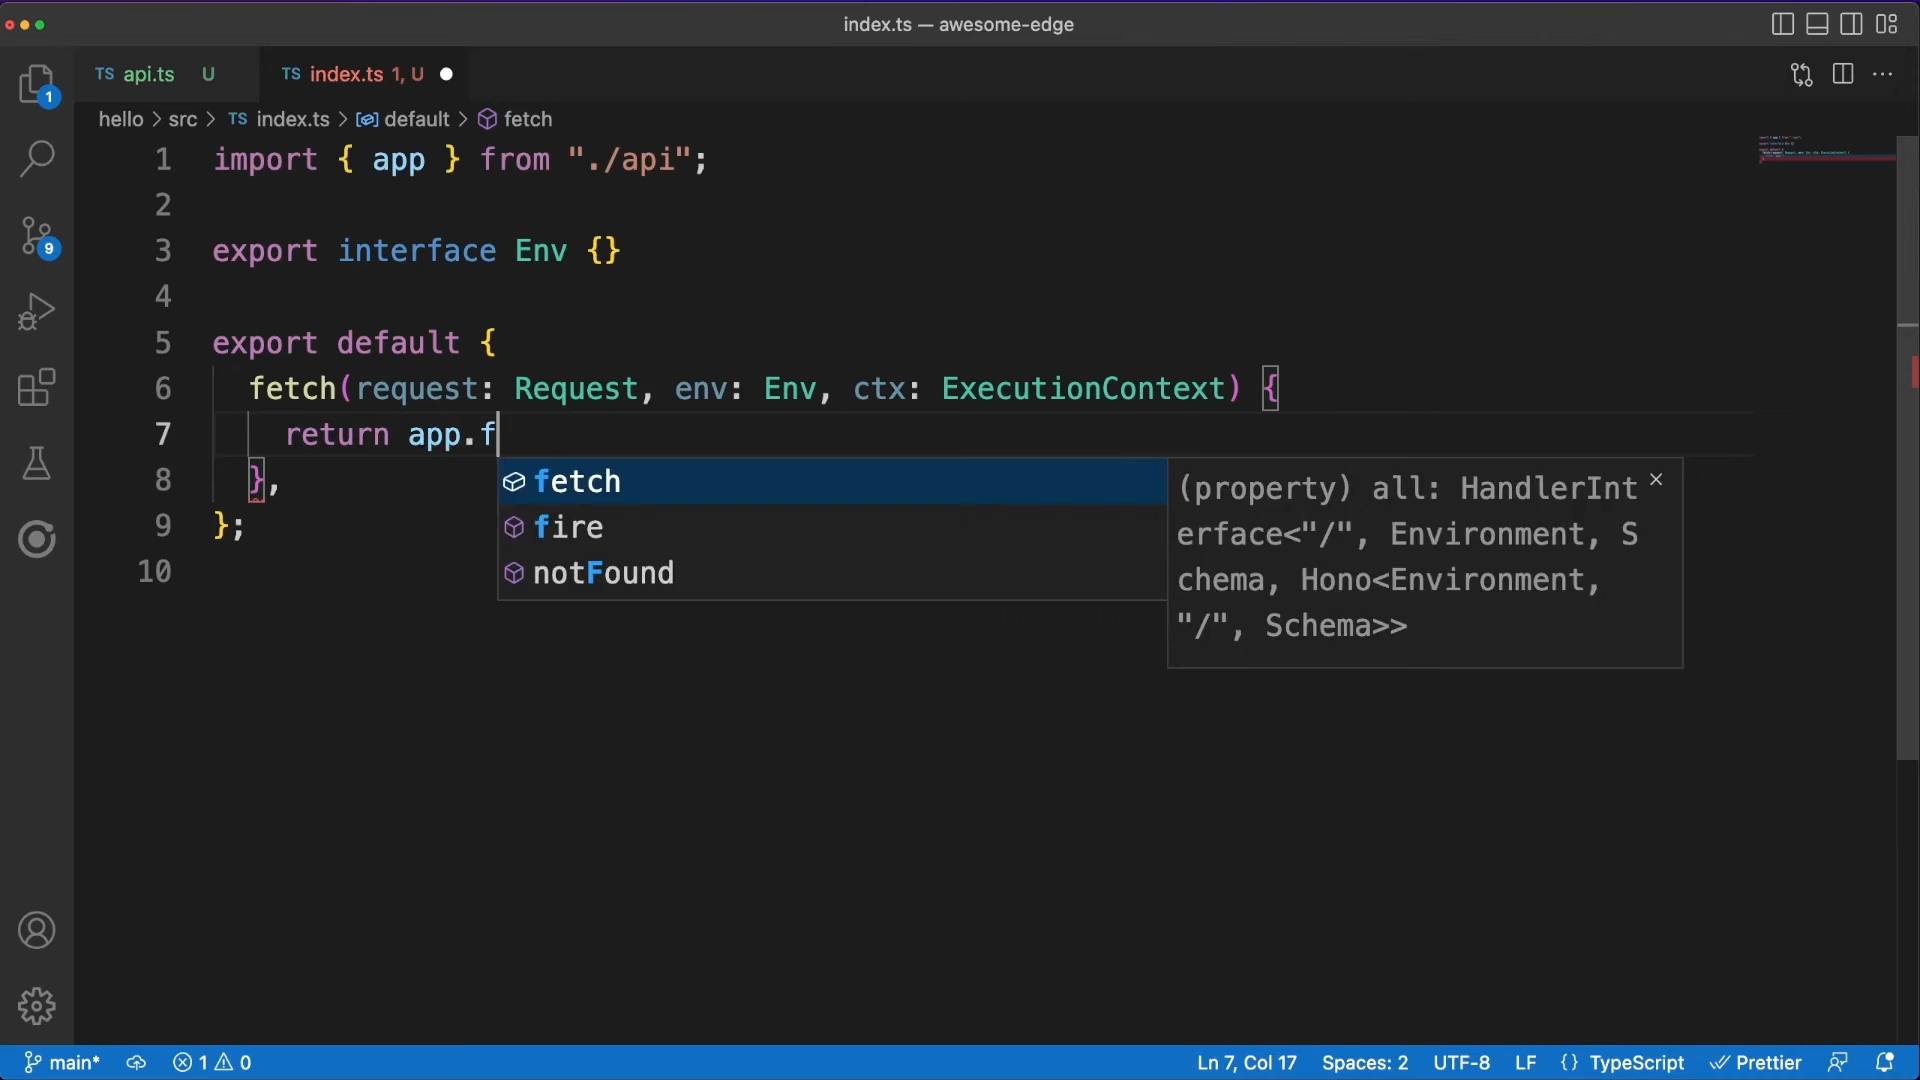 index.ts — awesome-edge
TS api.ts U TS index.ts 1, U
hello > src > TS index.ts > default > fetch
1 import { app } from "./api";
2
3 export interface Env {}
4
5 export default {
6 fetch(request: Request, env: Env, ctx: ExecutionContext) {
7 return app.f
8 },
9 };
10
fetch
fire
notFound
(property) all: HandlerInt
erface<"/", Environment, S
chema, Hono<Environment,
"/", Schema>>
1
9
main* 1 0 Ln 7, Col 17 Spaces: 2 UTF-8 LF {} TypeScript Prettier